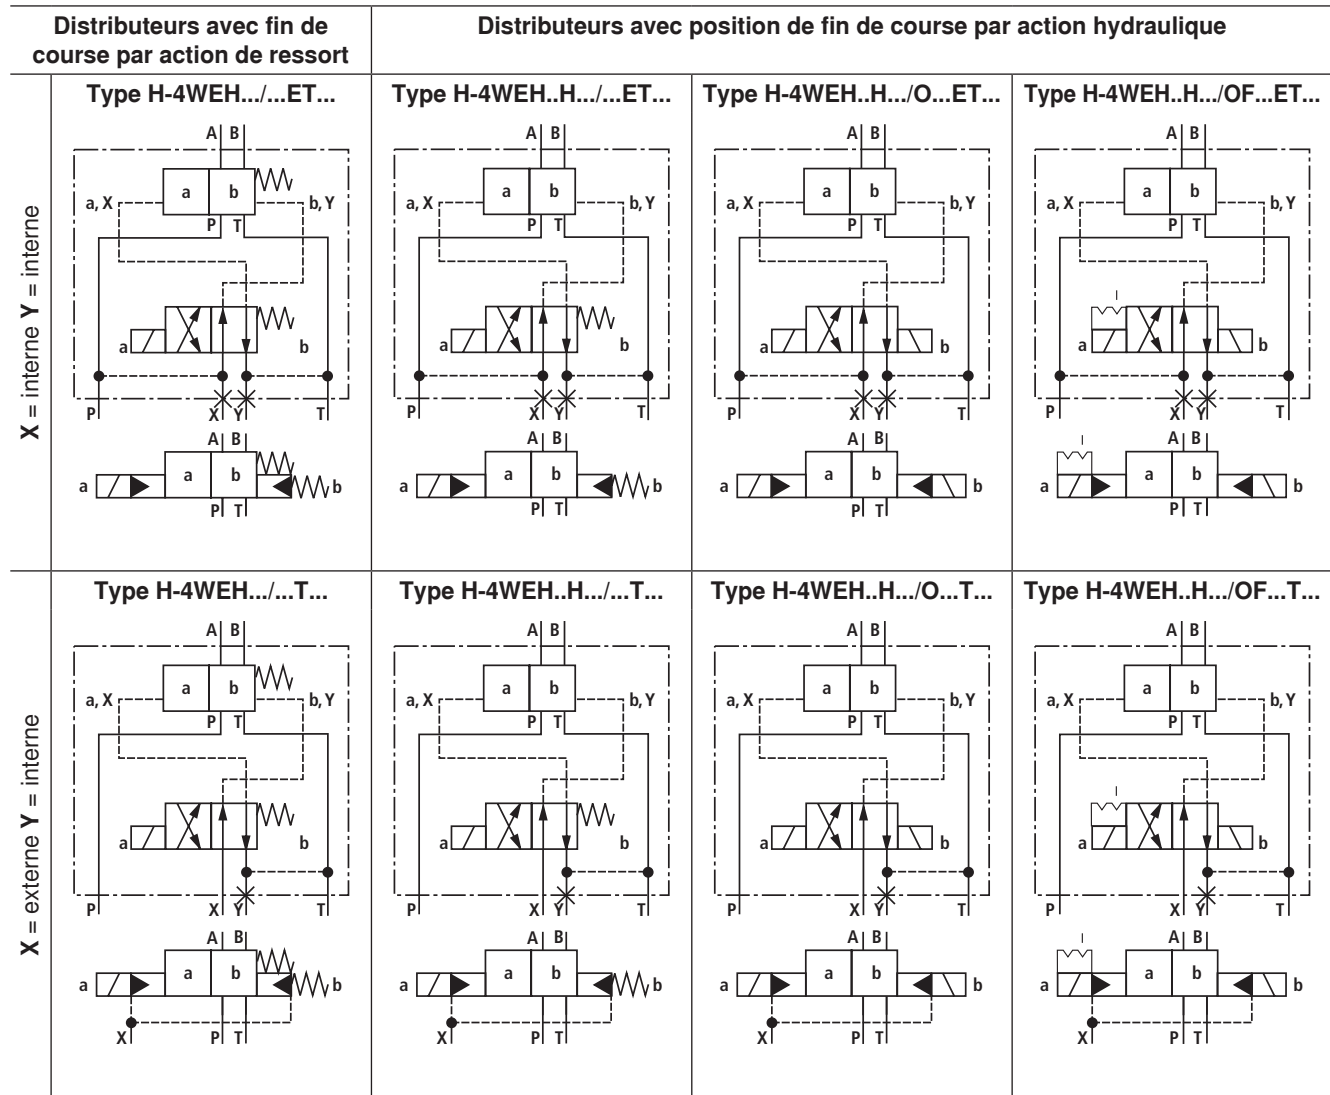 Distributeurs avec fin de
course par action de ressort
Distributeurs avec position de fin de course par action hydraulique
X = interne Y = interne
Type H-4WEH.../...ET...
A B
a b
a, X b, Y
P T
a b
P X Y T
A B
a a b b
P T
Type H-4WEH..H.../...ET...
A B
a b
a, X b, Y
P T
a b
P X Y T
A B
a a b b
P T
Type H-4WEH..H.../O...ET...
A B
a b
a, X b, Y
P T
a b
P X Y T
A B
a a b b
P T
Type H-4WEH..H.../OF...ET...
A B
a b
a, X b, Y
P T
a b
P X Y T
A B
a a b b
P T
X = externe Y = interne
Type H-4WEH.../...T...
A B
a b
a, X b, Y
P T
a b
P X Y T
A B
a a b b
X P T
Type H-4WEH..H.../...T...
A B
a b
a, X b, Y
P T
a b
P X Y T
A B
a a b b
X P T
Type H-4WEH..H.../O...T...
A B
a b
a, X b, Y
P T
a b
P X Y T
A B
a a b b
X P T
Type H-4WEH..H.../OF...T...
A B
a b
a, X b, Y
P T
a b
P X Y T
A B
a a b b
X P T